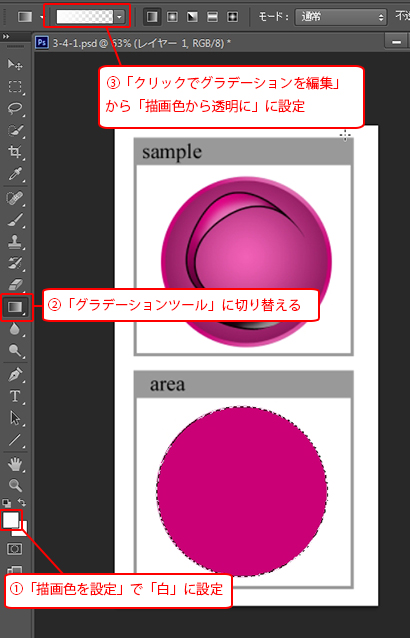 モード： 通常 不透
3-4-1.psd @ 53% (レイヤー 1, RGB/8) *
③「クリックでグラデーションを編集」
から「描画色から透明に」に設定
sample
②「グラデーションツール」に切り替える
area
①「描画色を設定」で「白」に設定